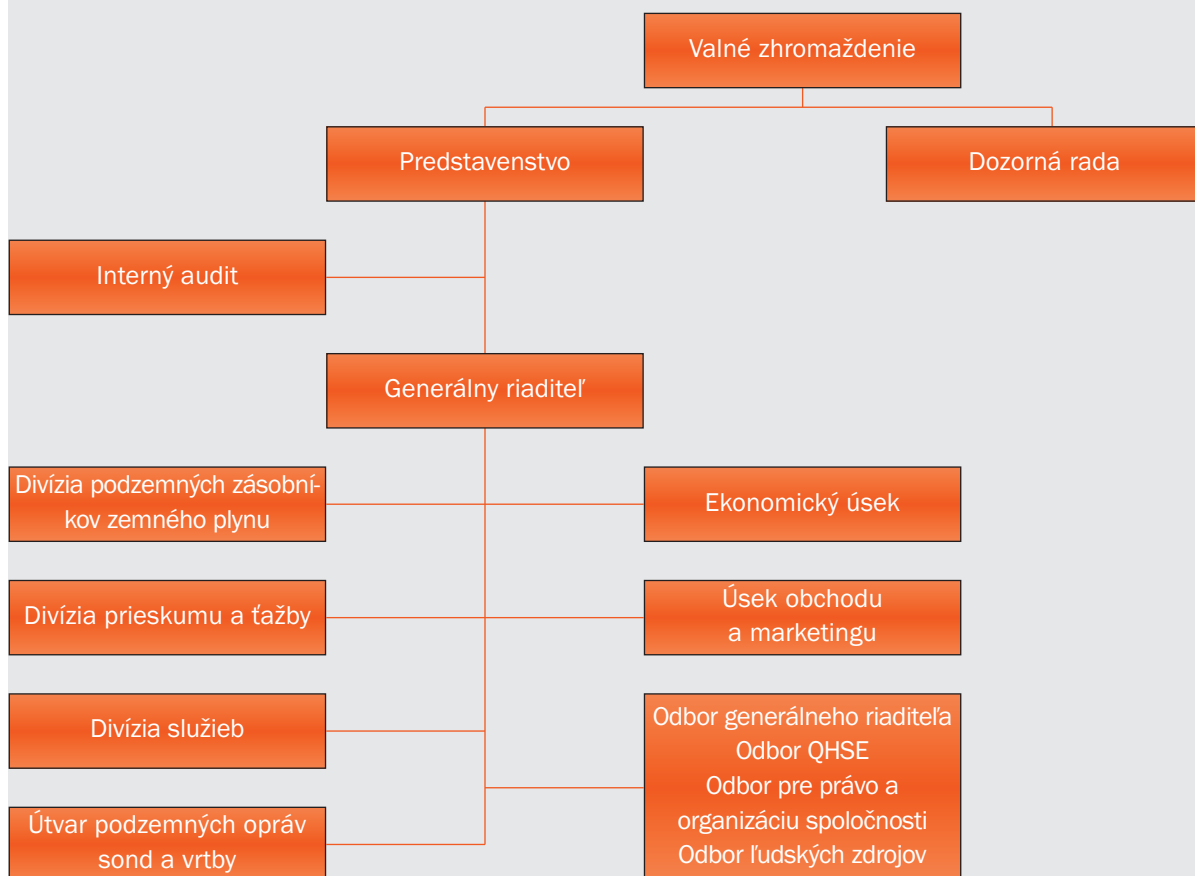 Valné zhromaždenie
Predstavenstvo
Dozorná rada
Interný audit
Generálny riaditeľ
Divízia podzemných zásobní-
kov zemného plynu
Ekonomický úsek
Divízia prieskumu a ťažby
Úsek obchodu
a marketingu
Divízia služieb
Odbor generálneho riaditeľa
Odbor QHSE
Odbor pre právo a
organizáciu spoločnosti
Odbor ľudských zdrojov
Útvar podzemných opráv
sond a vrtby